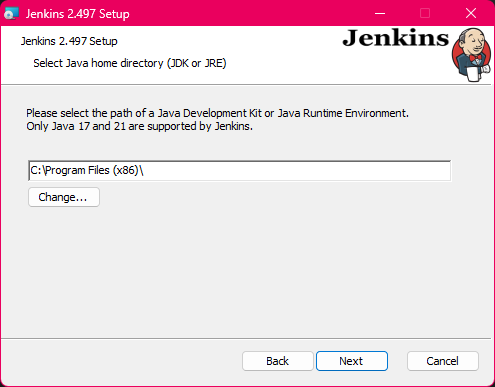 Jenkins 2.497 Setup
Jenkins 2.497 Setup
Jenkins
Select Java home directory (JDK or JRE)
Please select the path of a Java Development Kit or Java Runtime Environment.
Only Java 17 and 21 are supported by Jenkins.
C:\Program Files (x86)\
Change...
Back
Next
Cancel